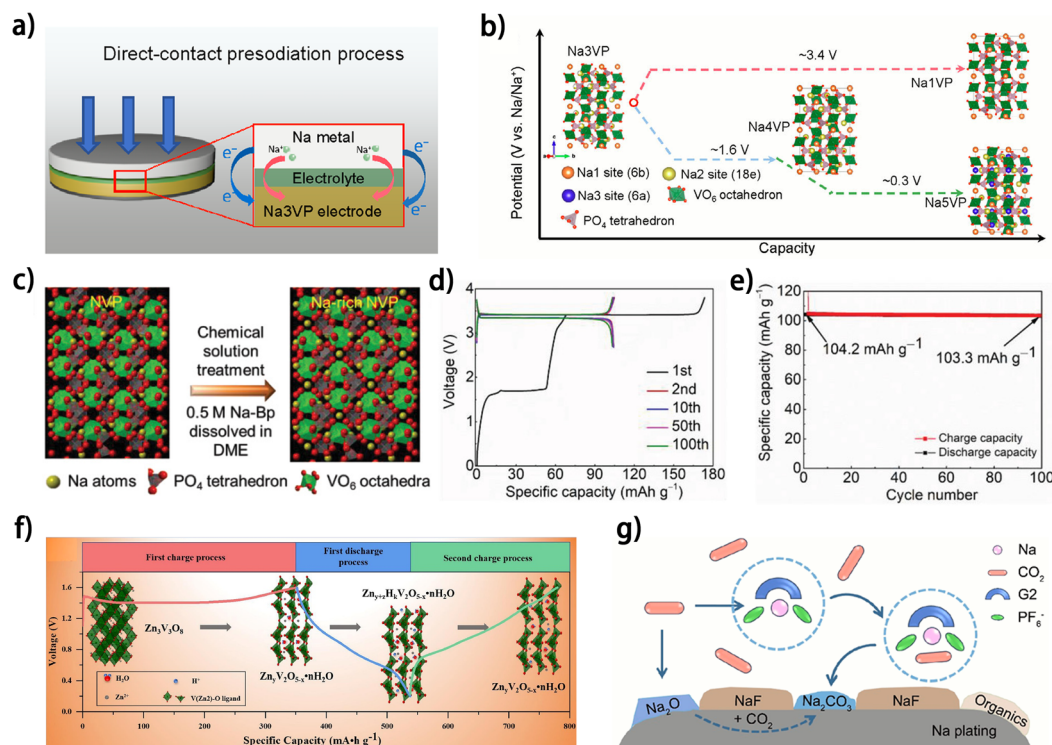 a)
Direct-contact presodiation process
Na metal
Na⁺
Na⁺
e⁻
e⁻
Electrolyte
Na3VP electrode
e⁻
e⁻
b)
Potential (V vs. Na/Na⁺)
Na3VP
~3.4 V
Na1VP
Na4VP
~1.6 V
~0.3 V
Na5VP
c
a
b
Na1 site (6b)
Na2 site (18e)
Na3 site (6a)
VO₆ octahedron
PO₄ tetrahedron
Capacity
c)
NVP
Na-rich NVP
Chemical
solution
treatment
0.5 M Na-Bp
dissolved in
DME
Na atoms
PO₄ tetrahedron
VO₆ octahedra
d)
Voltage (V)
4
3
2
1
0
1st
2nd
10th
50th
100th
0 30 60 90 120 150 180
Specific capacity (mAh g⁻¹)
e)
Specific capacity (mAh g⁻¹)
120
100
80
60
40
20
0
104.2 mAh g⁻¹
103.3 mAh g⁻¹
Charge capacity
Discharge capacity
0 20 40 60 80 100
Cycle number
f)
First charge process
First discharge
process
Second charge process
Voltage (V)
1.6
1.2
0.8
0.4
0.0
Zn₃V₃O₈
ZnᵧV₂O₅₋ₓ•nH₂O
Znᵧ₊zHₖV₂O₅₋ₓ•nH₂O
ZnᵧV₂O₅₋ₓ•nH₂O
H₂O
H⁺
Zn²⁺
V(Zn2)-O ligand
0 100 200 300 400 500 600 700 800
Specific Capacity (mA•h g⁻¹)
g)
Na
CO₂
G2
PF₆⁻
Na₂O
NaF
+ CO₂
Na₂CO₃
NaF
Organics
Na plating